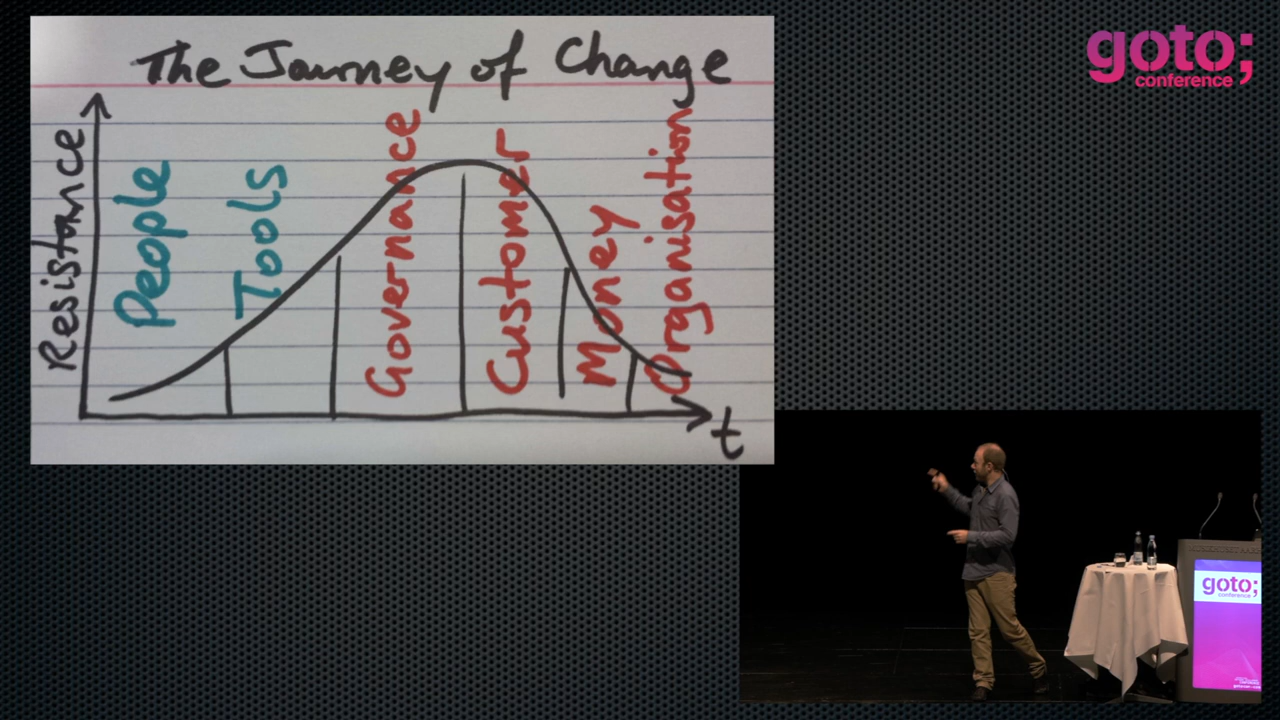 The Journey of Change
Resistance
People
Tools
Governance
Customer
Money
Organisation
t
goto;
conference
goto;
conference